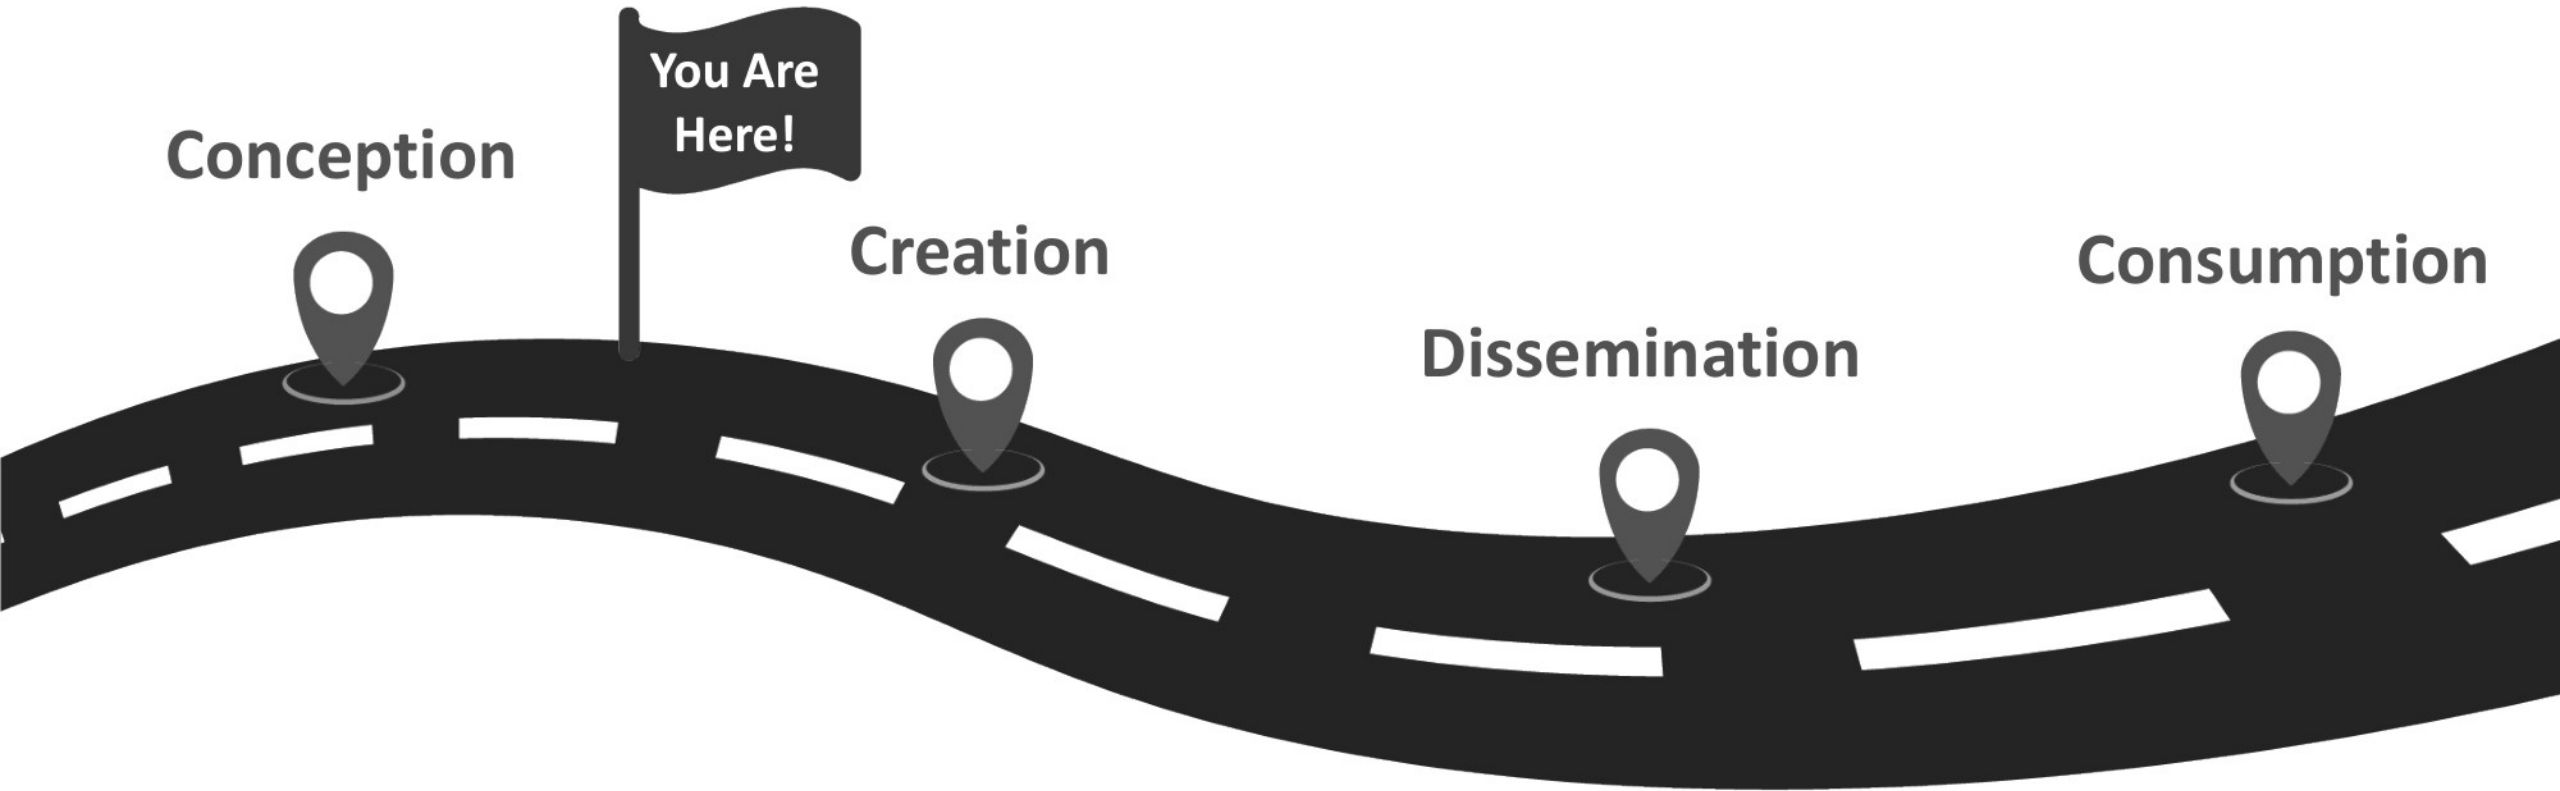 Conception
You Are
Here!
Creation
Dissemination
Consumption